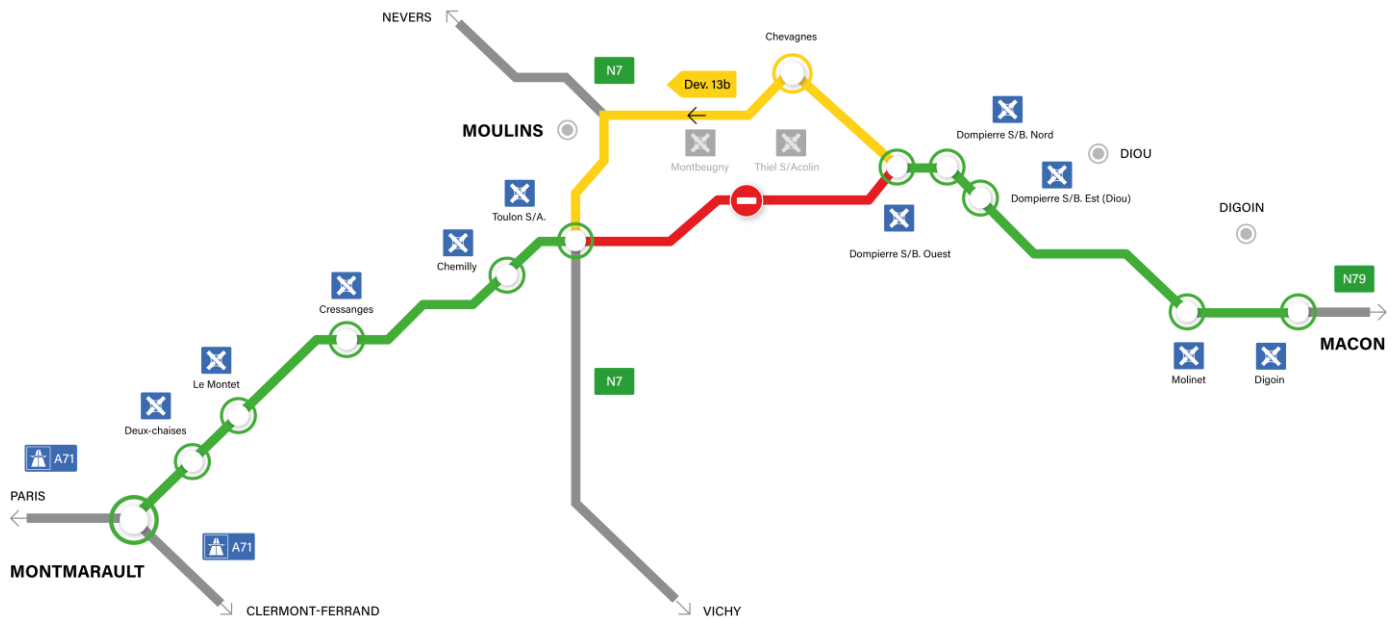 NEVERS
Chevagnes
N7
Dev. 13b
MOULINS
Montbeugny
Thiel S/Acolin
Dompierre S/B. Nord
DIOU
Dompierre S/B. Est (Diou)
Toulon S/A.
DIGOIN
Chemilly
Dompierre S/B. Ouest
N79
Cressanges
MACON
Le Montet
N7
Molinet
Digoin
Deux-chaises
A71
PARIS
A71
MONTMARAULT
CLERMONT-FERRAND
VICHY